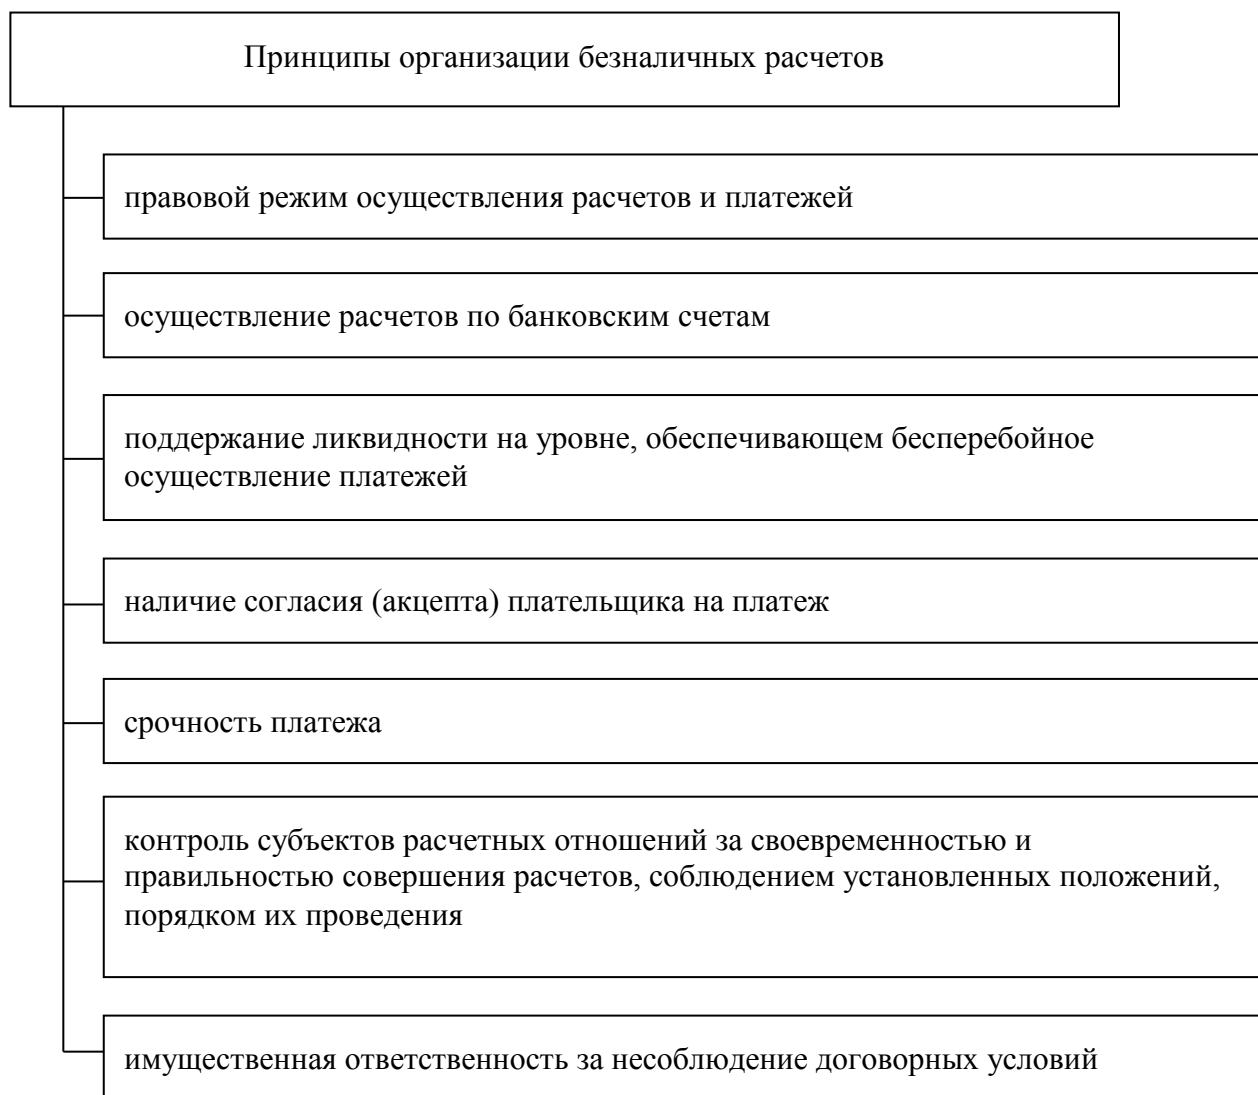 Принципы организации безналичных расчетов
правовой режим осуществления расчетов и платежей
осуществление расчетов по банковским счетам
поддержание ликвидности на уровне, обеспечивающем бесперебойное
осуществление платежей
наличие согласия (акцепта) плательщика на платеж
срочность платежа
контроль субъектов расчетных отношений за своевременностью и
правильностью совершения расчетов, соблюдением установленных положений,
порядком их проведения
имущественная ответственность за несоблюдение договорных условий